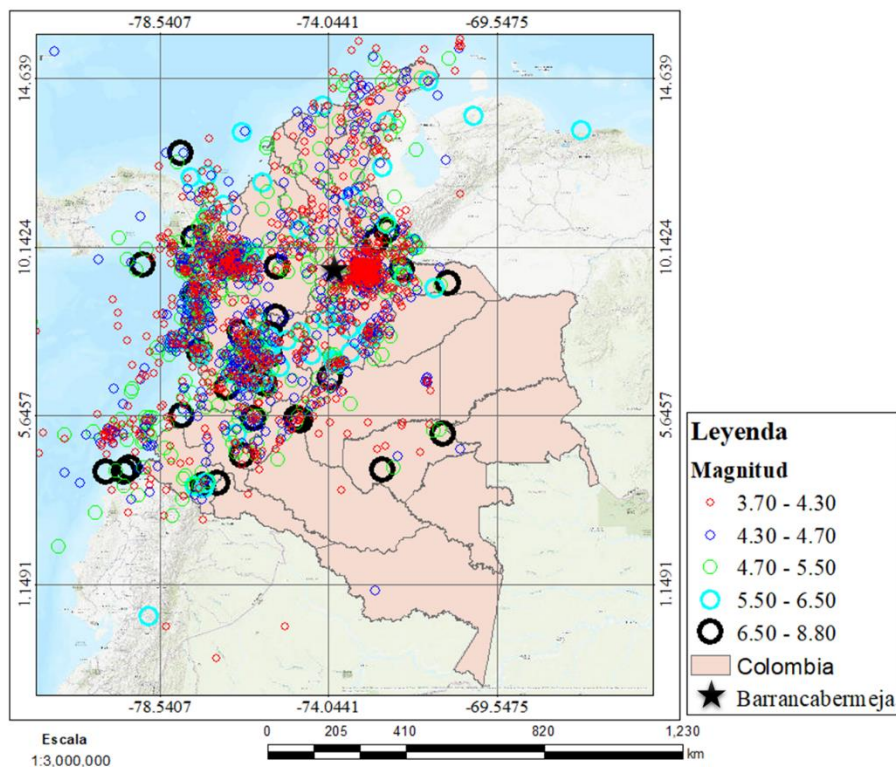 -78.5407 -74.0441 -69.5475
14.639 14.639
10.1424 10.1424
5.6457 5.6457
1.1491 1.1491
-78.5407 -74.0441 -69.5475
Leyenda
Magnitud
3.70 - 4.30
4.30 - 4.70
4.70 - 5.50
5.50 - 6.50
6.50 - 8.80
Colombia
Barrancabermeja
Escala
1:3,000,000
0 205 410 820 1,230
km